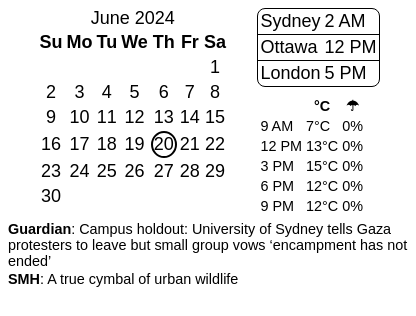 June 2024
Su Mo Tu We Th Fr Sa
1
2 3 4 5 6 7 8
9 10 11 12 13 14 15
16 17 18 19 20 21 22
23 24 25 26 27 28 29
30
Sydney 2 AM
Ottawa 12 PM
London 5 PM
°C ☂
9 AM 7°C 0%
12 PM 13°C 0%
3 PM 15°C 0%
6 PM 12°C 0%
9 PM 12°C 0%
Guardian: Campus holdout: University of Sydney tells Gaza
protesters to leave but small group vows ‘encampment has not
ended’
SMH: A true cymbal of urban wildlife